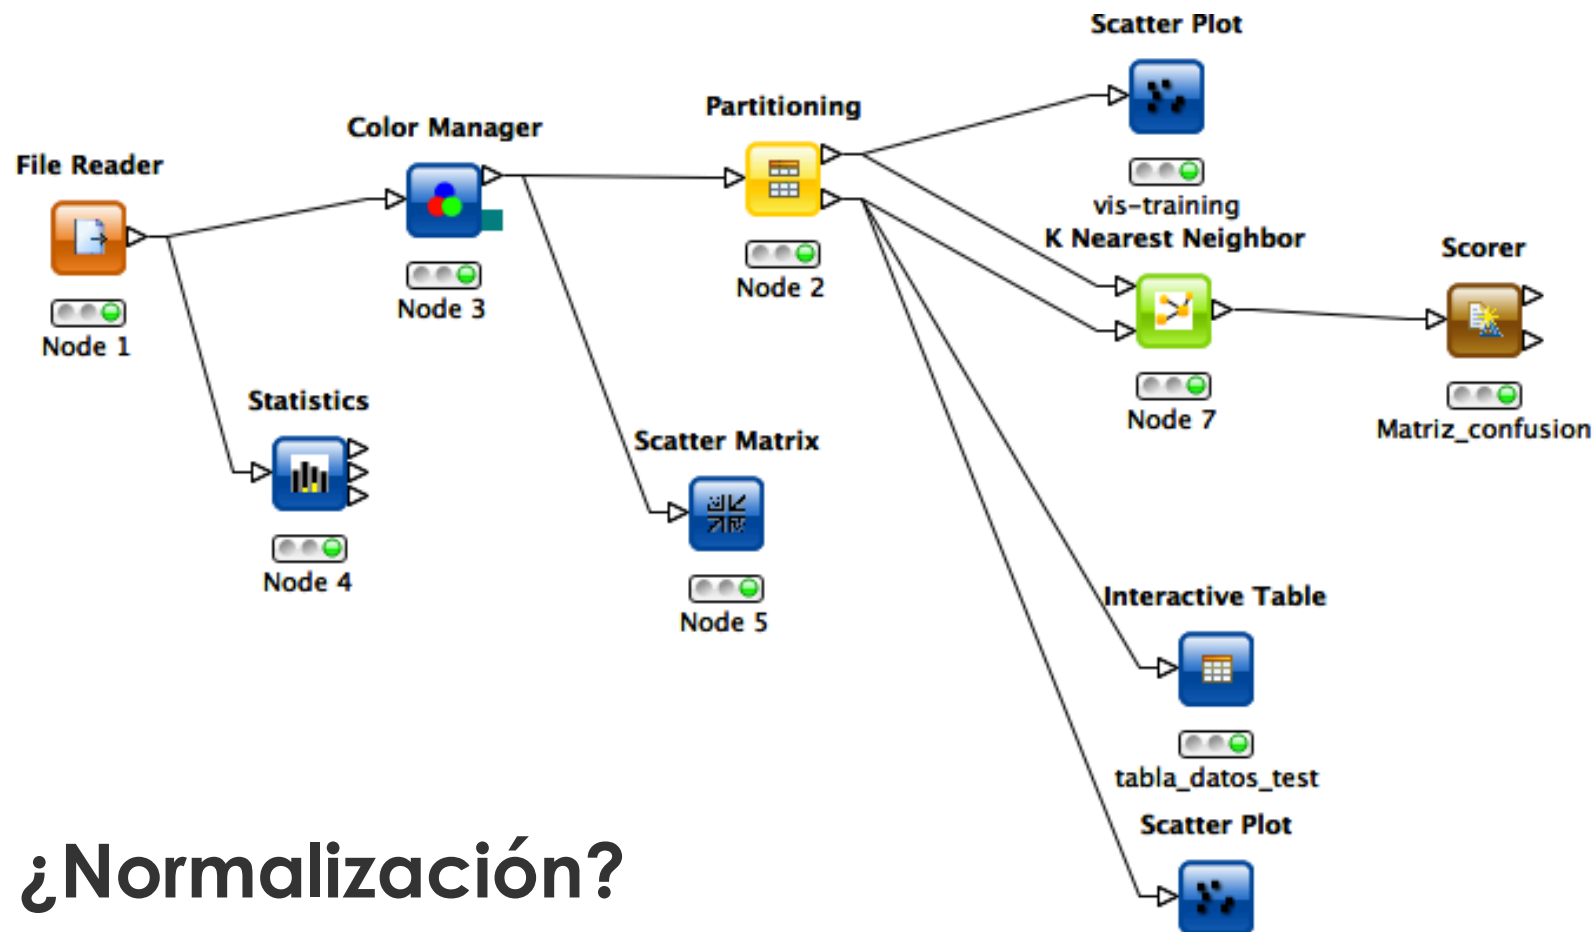 Scatter Plot
Partitioning
Color Manager
File Reader
vis-training
K Nearest Neighbor
Scorer
Node 2
Node 3
Node 1
Statistics
Node 7
Matriz_confusion
Scatter Matrix
Node 4
Node 5
Interactive Table
tabla_datos_test
Scatter Plot
¿Normalización?